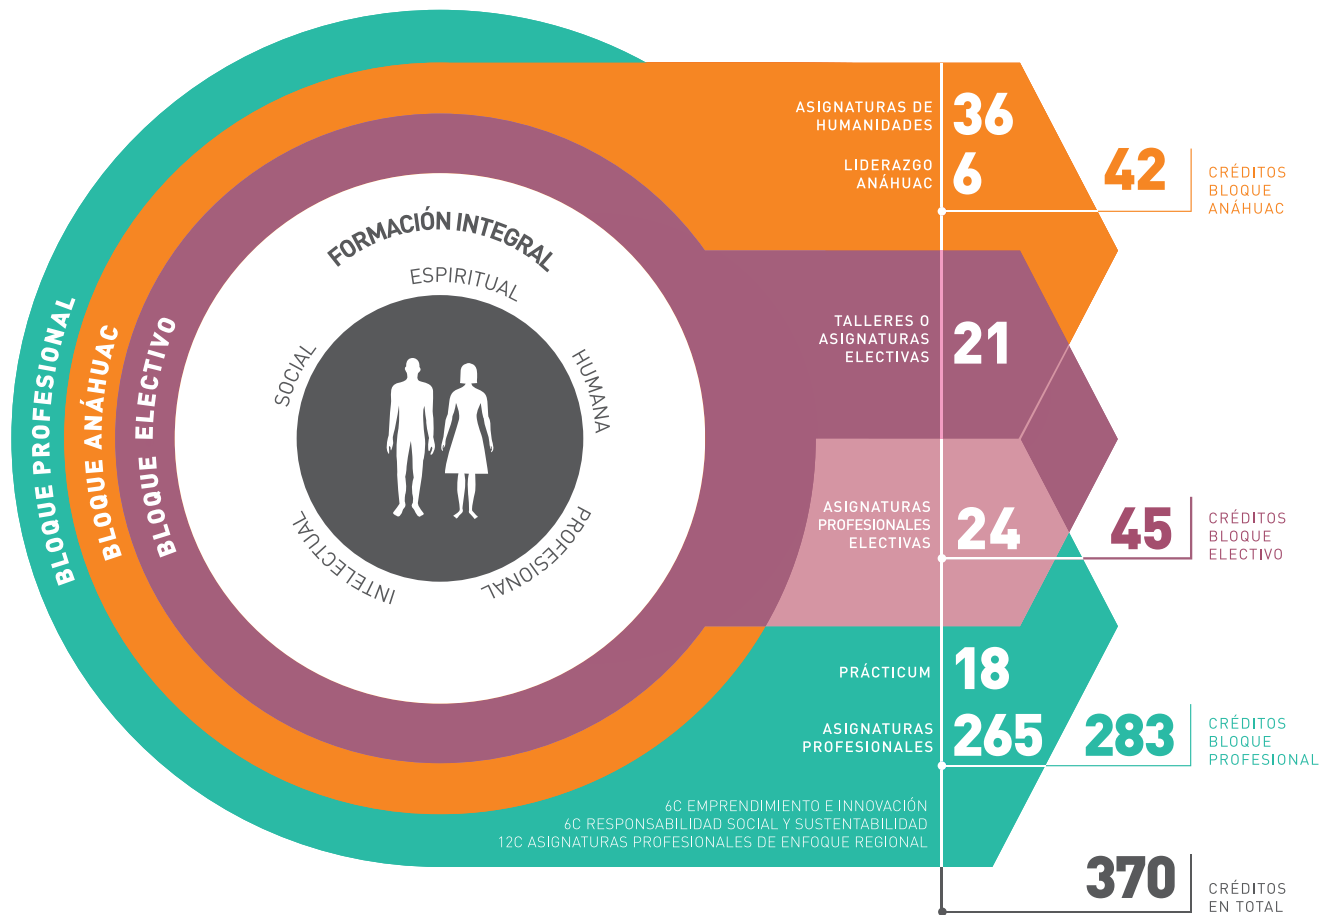 BLOQUE PROFESIONAL
BLOQUE ANÁHUAC
BLOQUE ELECTIVO
FORMACIÓN INTEGRAL
ESPIRITUAL
SOCIAL
HUMANA
INTELECTUAL
PROFESIONAL
ASIGNATURAS DE
HUMANIDADES
36
LIDERAZGO
ANÁHUAC
6
42
CRÉDITOS
BLOQUE
ANÁHUAC
TALLERES O
ASIGNATURAS
ELECTIVAS
21
ASIGNATURAS
PROFESIONALES
ELECTIVAS
24
45
CRÉDITOS
BLOQUE
ELECTIVO
PRÁCTICUM
18
ASIGNATURAS
PROFESIONALES
265
283
CRÉDITOS
BLOQUE
PROFESIONAL
6C EMPRENDIMIENTO E INNOVACIÓN
6C RESPONSABILIDAD SOCIAL Y SUSTENTABILIDAD
12C ASIGNATURAS PROFESIONALES DE ENFOQUE REGIONAL
370
CRÉDITOS
EN TOTAL